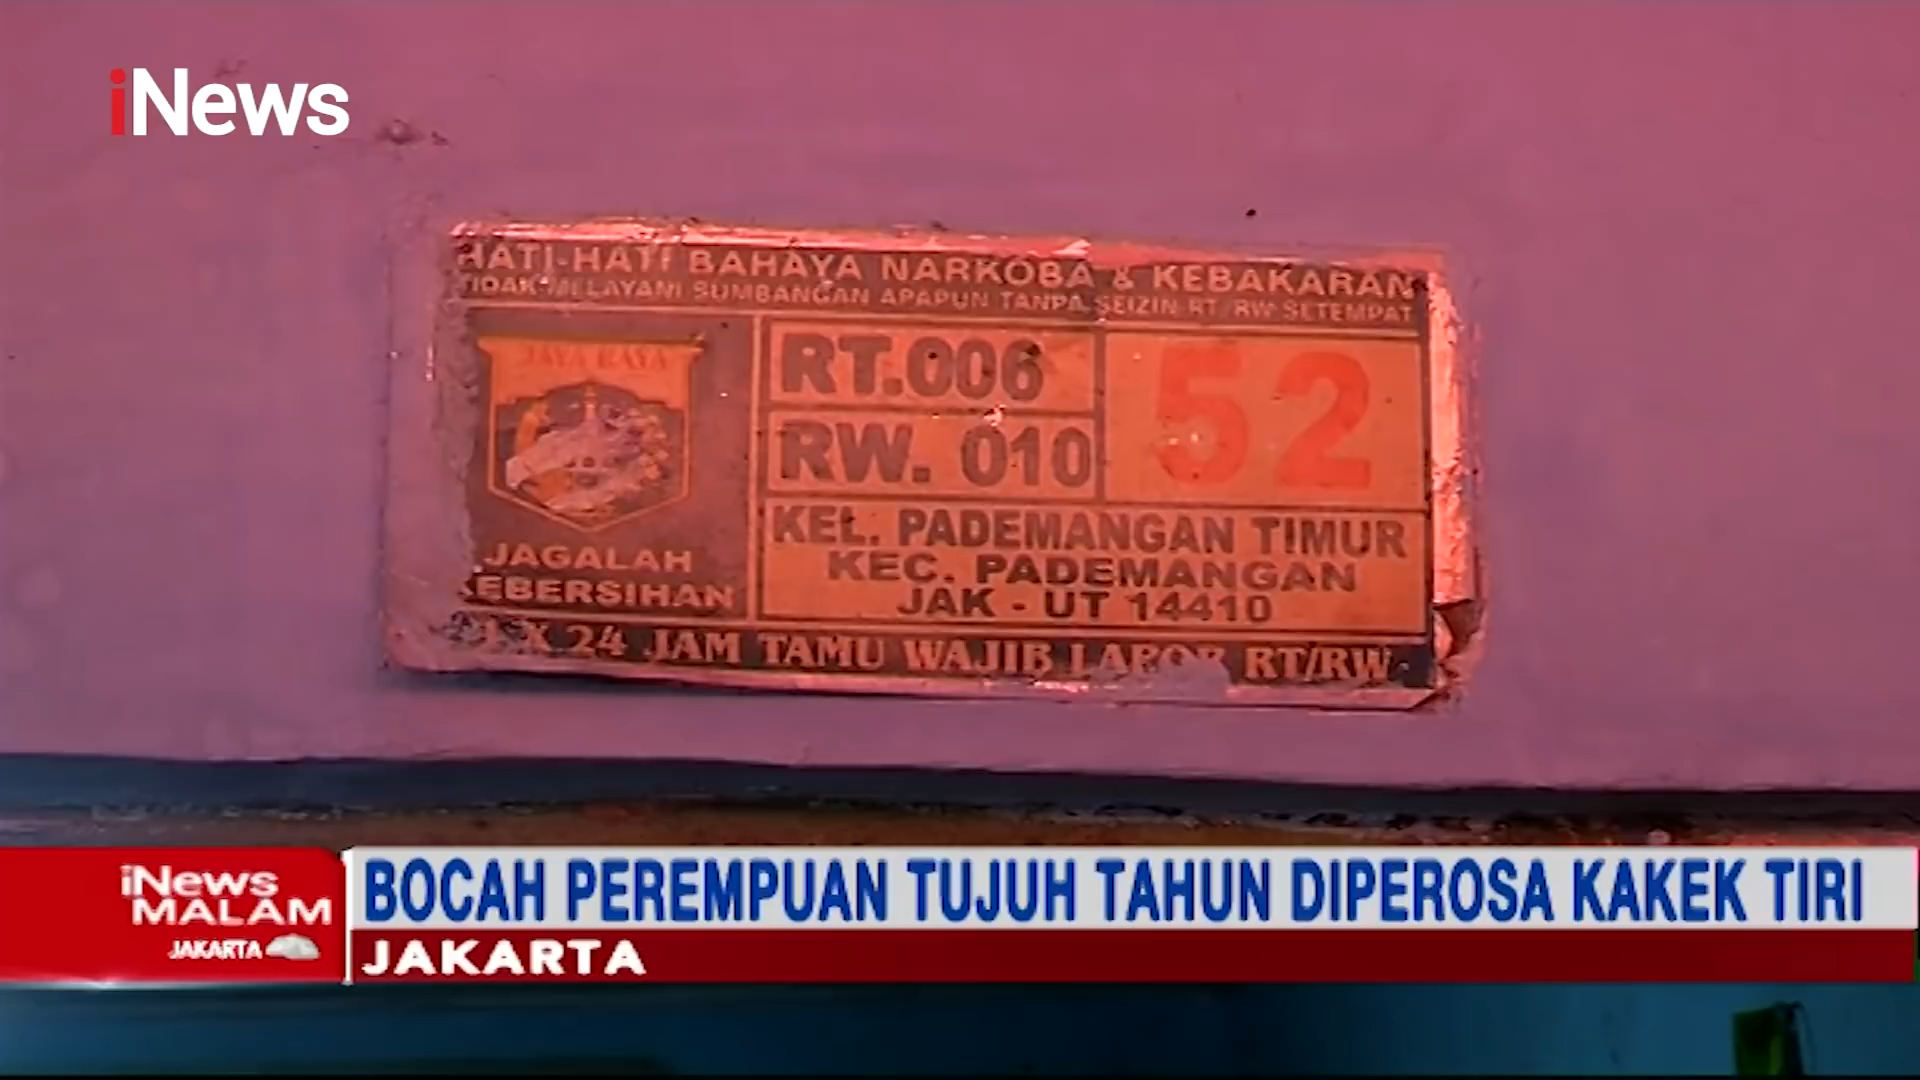 iNews
HATI-HATI BAHAYA NARKOBA & KEBAKARAN
TIDAK MELAYANI SUMBANGAN APAPUN TANPA SEIZIN RT/RW SETEMPAT
JAYA RAYA
RT.006
52
RW. 010
KEL. PADEMANGAN TIMUR
KEC. PADEMANGAN
JAK - UT 14410
JAGALAH
KEBERSIHAN
1 X 24 JAM TAMU WAJIB LAPOR RT/RW
iNews
MALAM
JAKARTA
BOCAH PEREMPUAN TUJUH TAHUN DIPEROSA KAKEK TIRI
JAKARTA